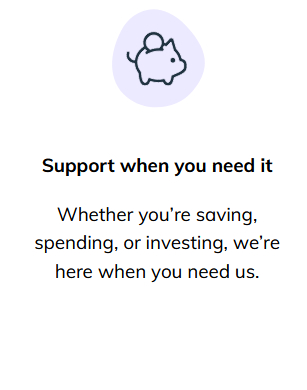 Support when you need it
Whether you’re saving,
spending, or investing, we’re
here when you need us.